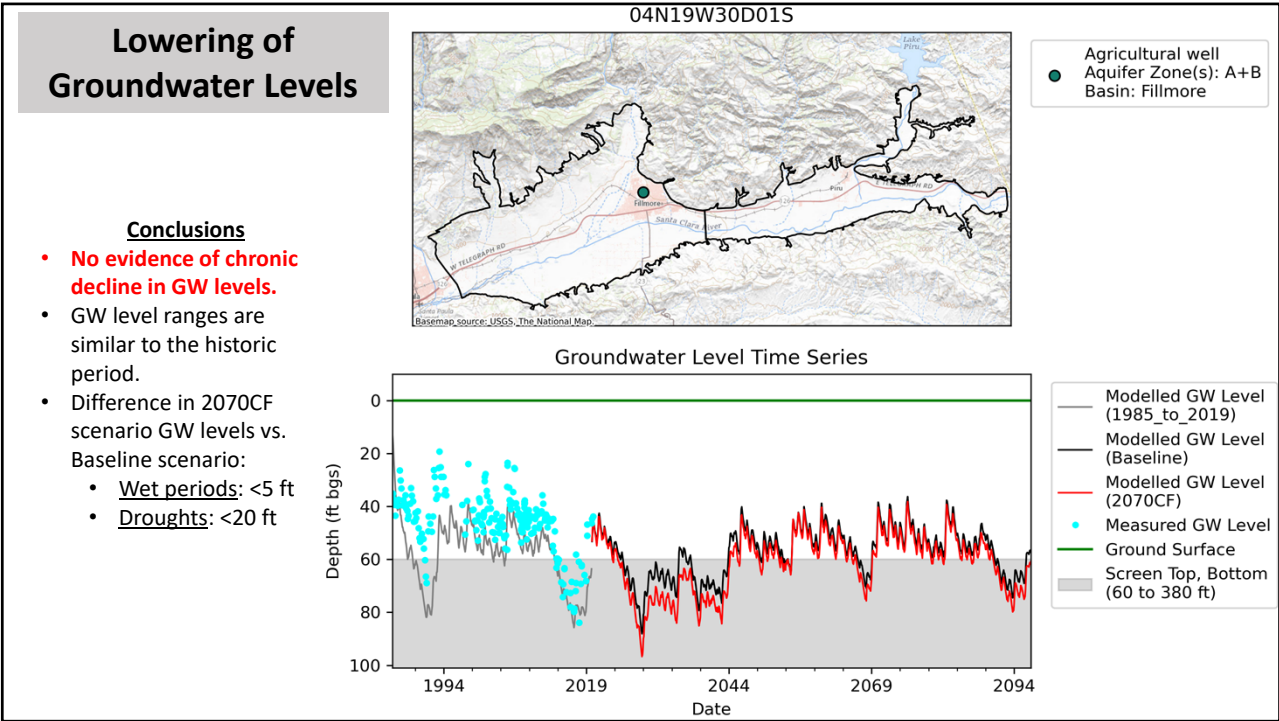 Lowering of
Groundwater Levels
Conclusions
• No evidence of chronic
decline in GW levels.
• GW level ranges are
similar to the historic
period.
• Difference in 2070CF
scenario GW levels vs.
Baseline scenario:
• Wet periods: <5 ft
• Droughts: <20 ft
04N19W30D01S
Lake
Piru
Piru
E TELEGRAPH RD
Fillmore
Santa Clara River
W TELEGRAPH RD
Santa Paula
Basemap source: USGS, The National Map.
Agricultural well
Aquifer Zone(s): A+B
Basin: Fillmore
Groundwater Level Time Series
Depth (ft bgs)
0
20
40
60
80
100
1994
2019
2044
2069
2094
Date
Modelled GW Level
(1985_to_2019)
Modelled GW Level
(Baseline)
Modelled GW Level
(2070CF)
Measured GW Level
Ground Surface
Screen Top, Bottom
(60 to 380 ft)